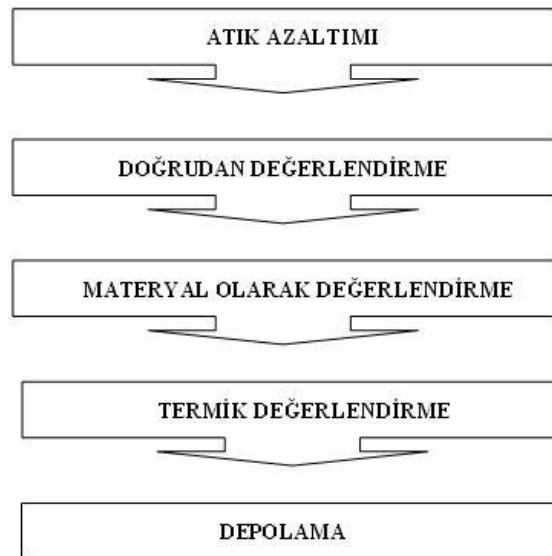 ATIK AZALTIMI
DOĞRUDAN DEĞERLENDİRME
MATERYAL OLARAK DEĞERLENDİRME
TERMİK DEĞERLENDİRME
DEPOLAMA